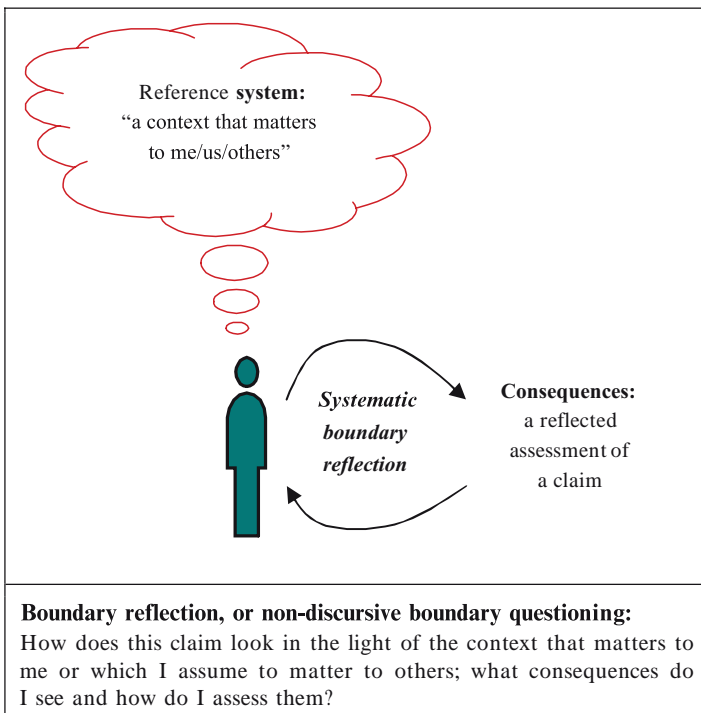 Reference system:
“a context that matters
to me/us/others”
Systematic
boundary
reflection
Consequences:
a reflected
assessment of
a claim
Boundary reflection, or non-discursive boundary questioning:
How does this claim look in the light of the context that matters to
me or which I assume to matter to others; what consequences do
I see and how do I assess them?